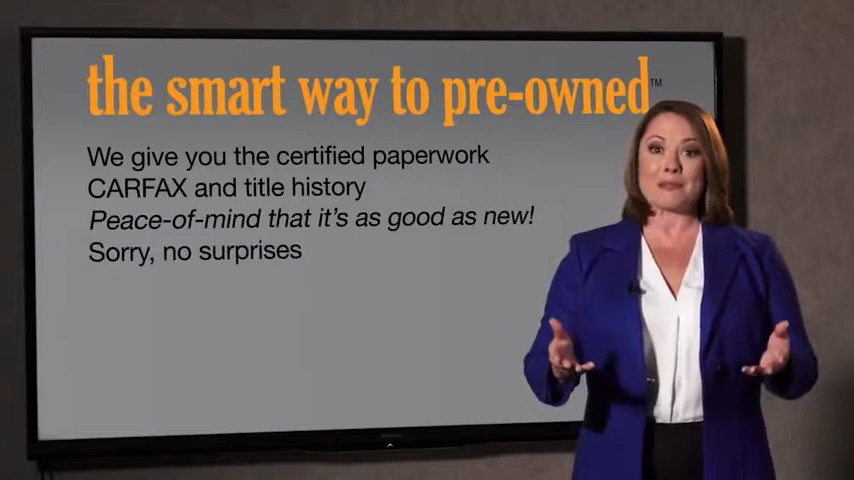 the smart way to pre-owned™
We give you the certified paperwork
CARFAX and title history
Peace-of-mind that it's as good as new!
Sorry, no surprises